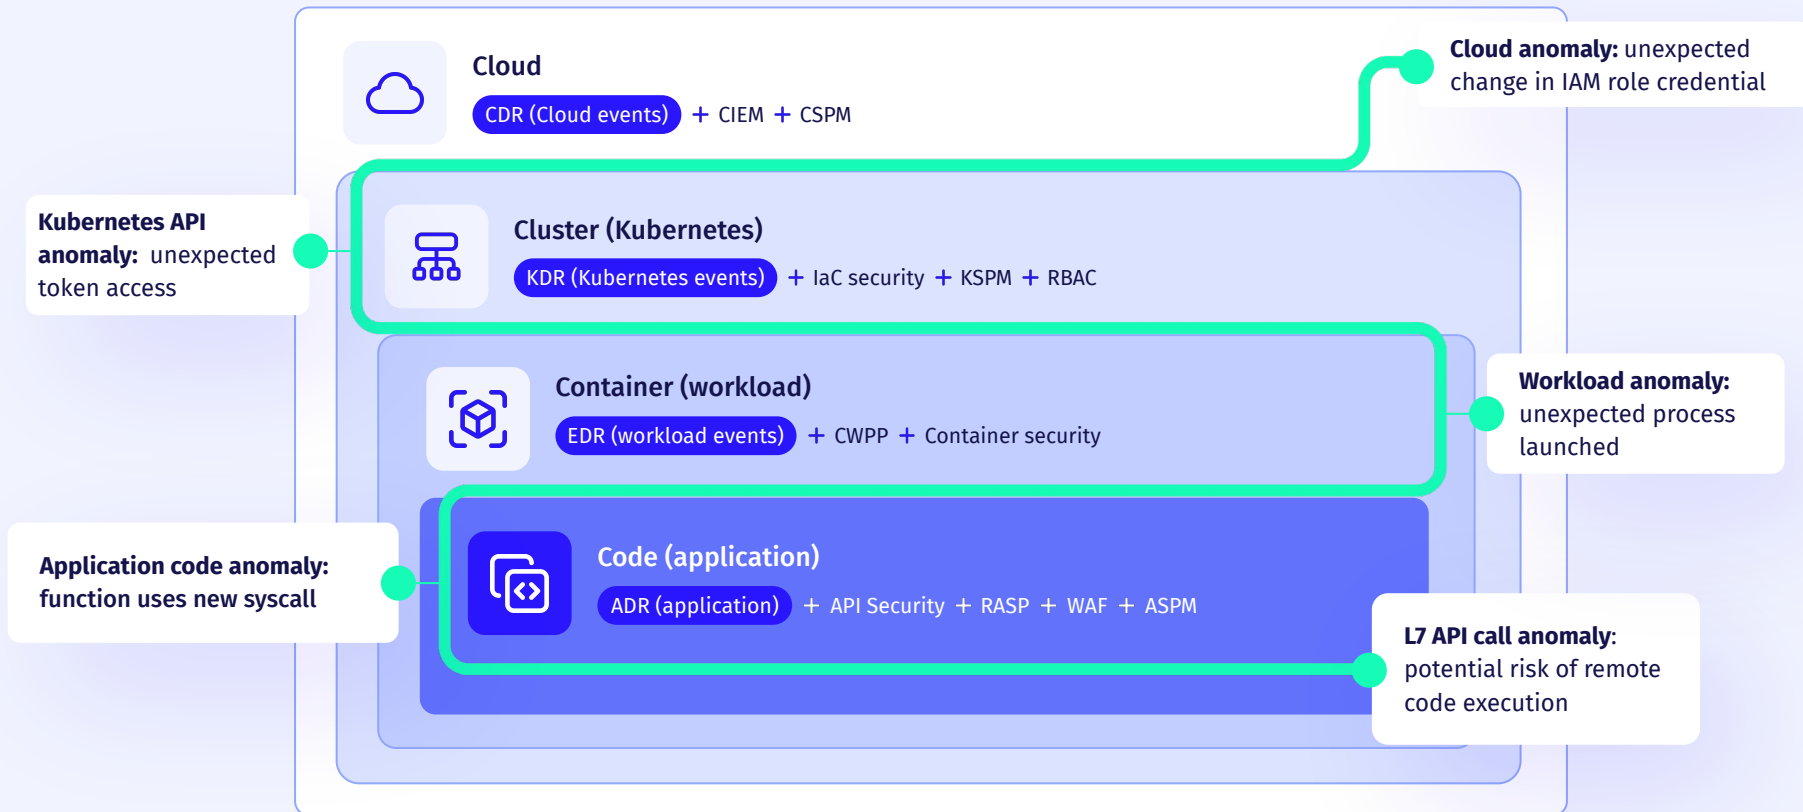 Cloud
CDR (Cloud events) + CIEM + CSPM
Cloud anomaly: unexpected
change in IAM role credential
Kubernetes API
anomaly: unexpected
token access
Cluster (Kubernetes)
KDR (Kubernetes events) + IaC security + KSPM + RBAC
Container (workload)
EDR (workload events) + CWPP + Container security
Workload anomaly:
unexpected process
launched
Application code anomaly:
function uses new syscall
Code (application)
ADR (application) + API Security + RASP + WAF + ASPM
L7 API call anomaly:
potential risk of remote
code execution